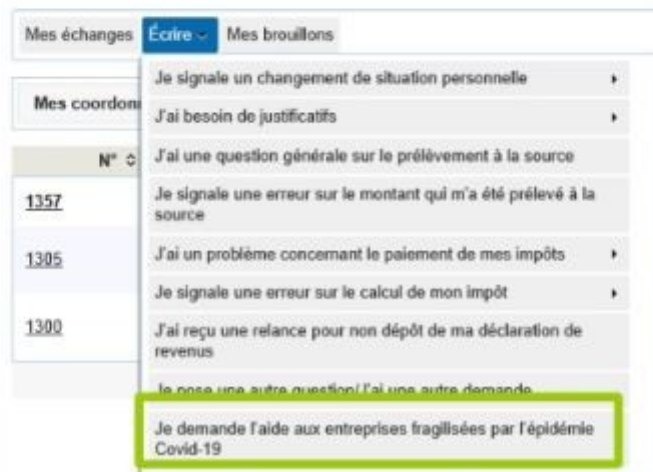 Mes échanges Écrire Mes brouillons
Je signale un changement de situation personnelle
Mes coordon
J'ai besoin de justificatifs
N°
J'ai une question générale sur le prélèvement à la source
1357
Je signale une erreur sur le montant qui m'a été prélevé à la
source
1305
J'ai un problème concernant le paiement de mes impôts
Je signale une erreur sur le calcul de mon impôt
1300
J'ai reçu une relance pour non dépôt de ma déclaration de
revenus
Je pose une autre question/J'ai une autre demande
Je demande l'aide aux entreprises fragilisées par l'épidémie
Covid-19